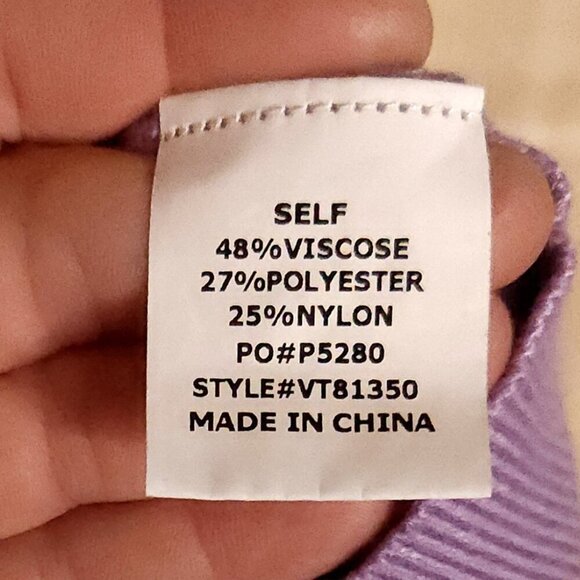 SELF
48%VISCOSE
27%POLYESTER
25%NYLON
PO#P5280
STYLE#VT81350
MADE IN CHINA